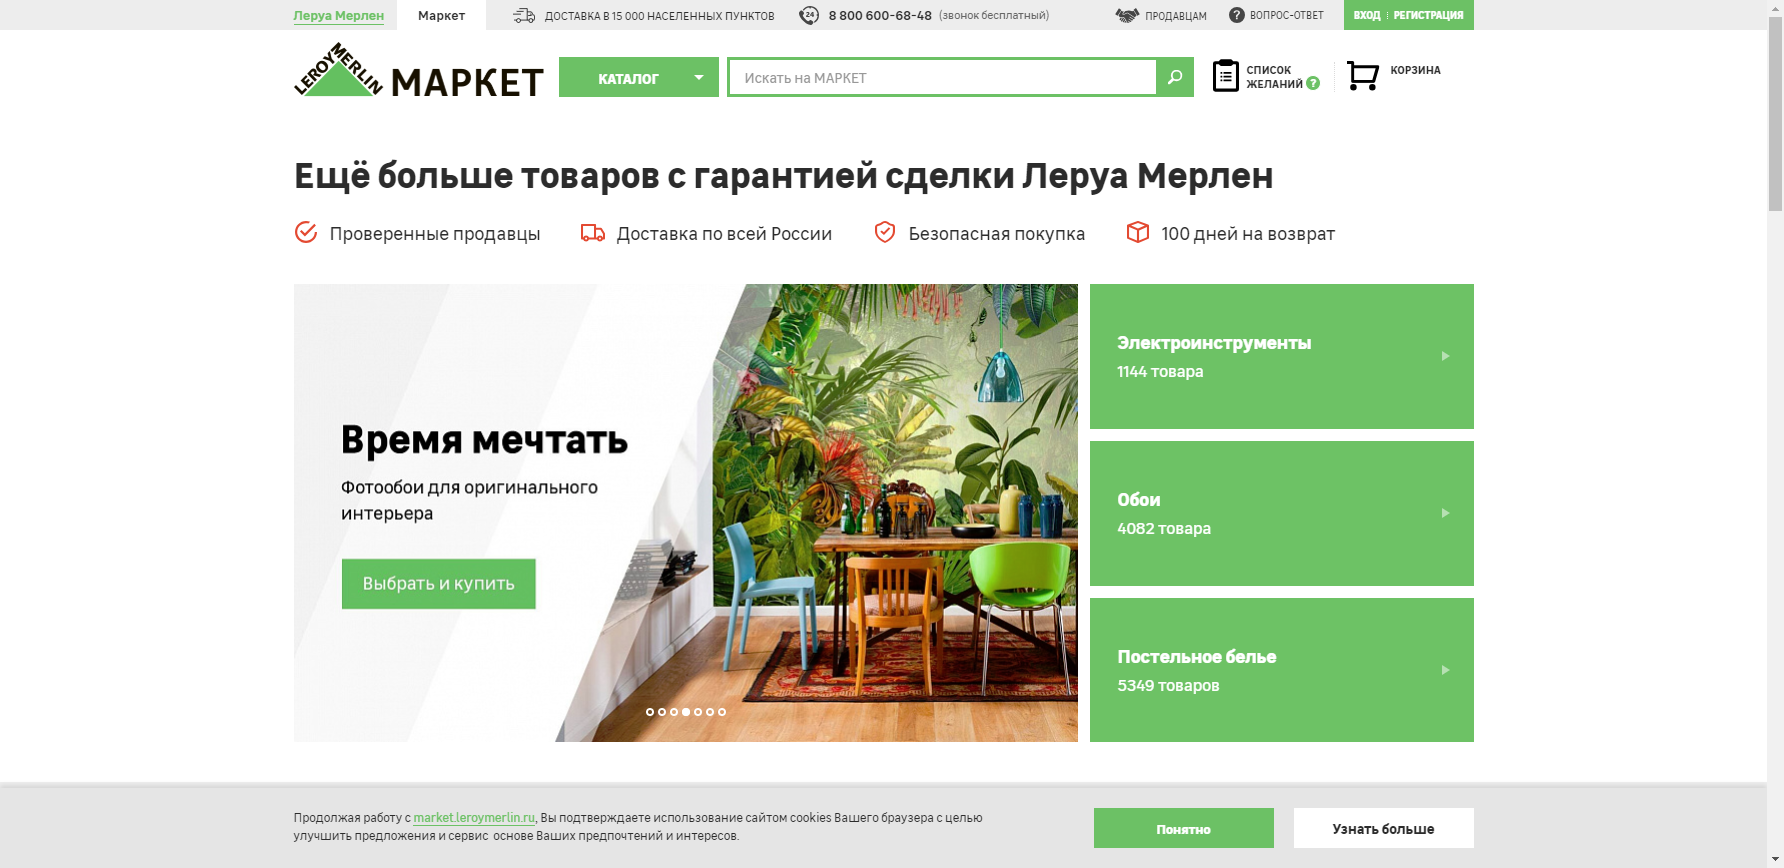 Леруа Мерлен
Маркет
ДОСТАВКА В 15 000 НАСЕЛЕННЫХ ПУНКТОВ
24
8 800 600-68-48 (звонок бесплатный)
ПРОДАВЦАМ
? ВОПРОС-ОТВЕТ
ВХОД
РЕГИСТРАЦИЯ
LEROY MERLIN
МАРКЕТ
КАТАЛОГ
Искать на МАРКЕТ
СПИСОК
ЖЕЛАНИЙ ?
КОРЗИНА
Ещё больше товаров с гарантией сделки Леруа Мерлен
Проверенные продавцы
Доставка по всей России
Безопасная покупка
100 дней на возврат
Время мечтать
Фотообои для оригинального
интерьера
Выбрать и купить
Электроинструменты
1144 товара
Обои
4082 товара
Постельное белье
5349 товаров
Продолжая работу с market.leroymerlin.ru, Вы подтверждаете использование сайтом cookies Вашего браузера с целью
улучшить предложения и сервис основе Ваших предпочтений и интересов.
Понятно
Узнать больше